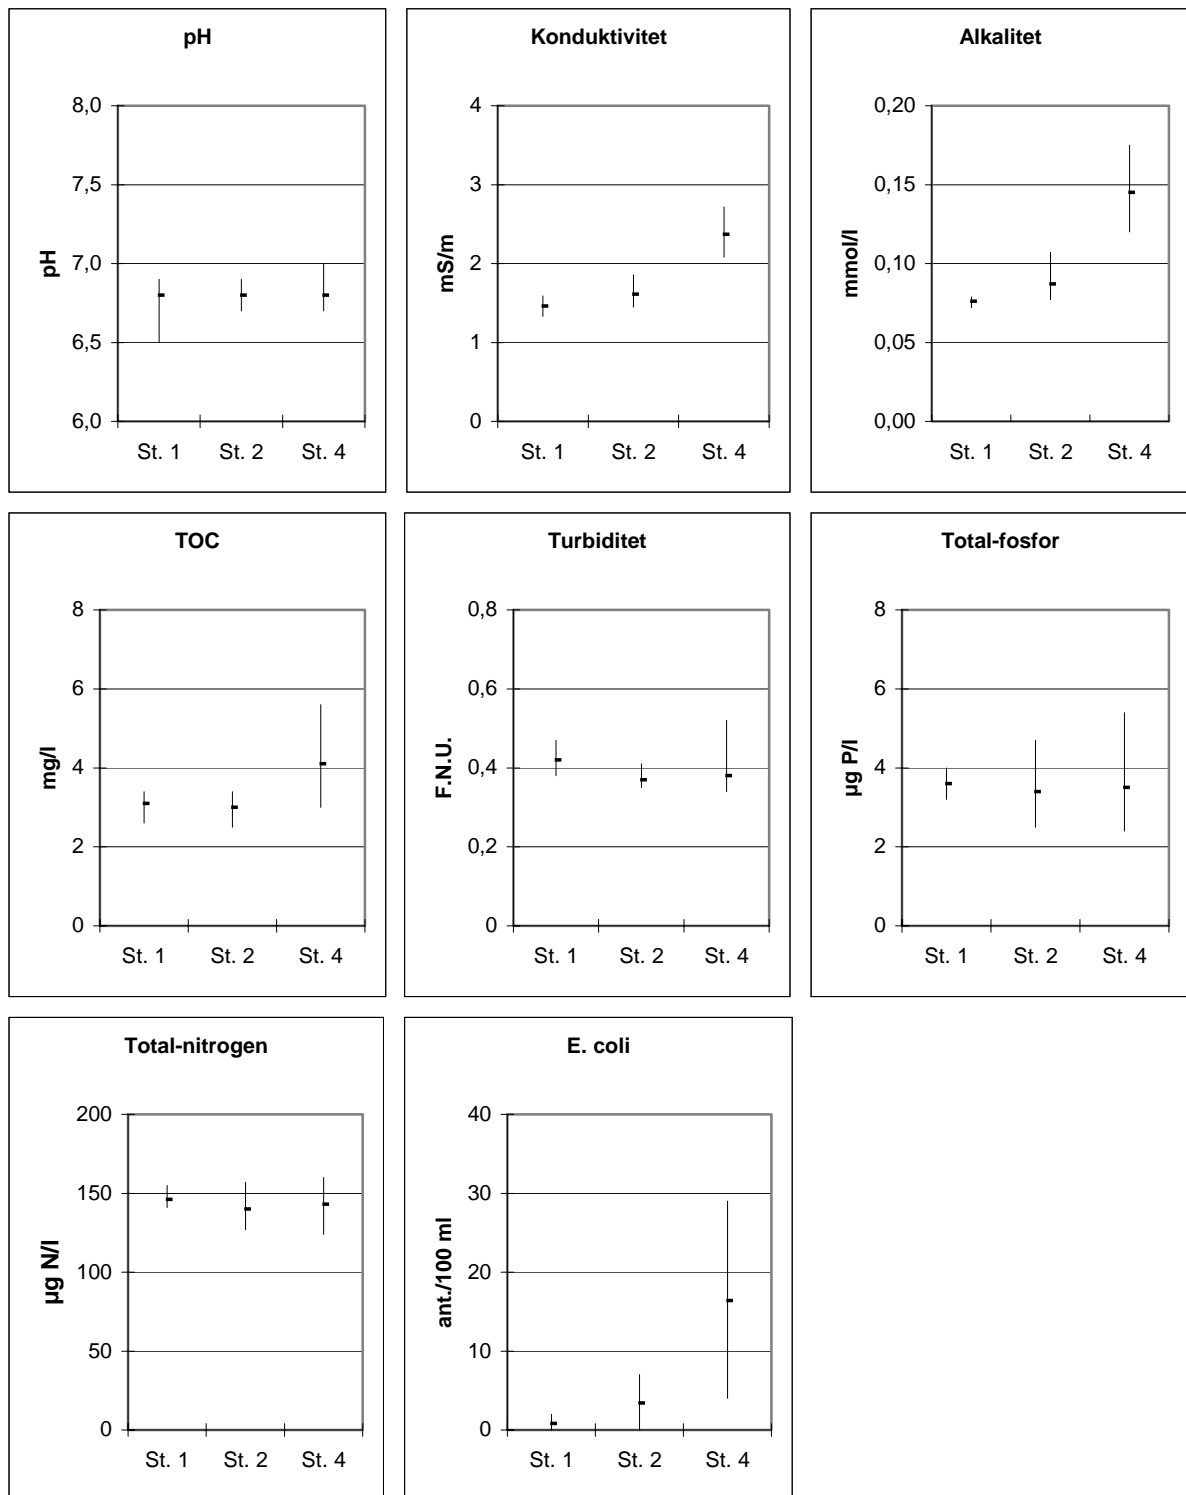 pH
8,0
7,5
7,0
6,5
6,0
pH
St. 1 St. 2 St. 4
Konduktivitet
4
3
2
1
0
mS/m
St. 1 St. 2 St. 4
Alkalitet
0,20
0,15
0,10
0,05
0,00
mmol/l
St. 1 St. 2 St. 4
TOC
8
6
4
2
0
mg/l
St. 1 St. 2 St. 4
Turbiditet
0,8
0,6
0,4
0,2
0
F.N.U.
St. 1 St. 2 St. 4
Total-fosfor
8
6
4
2
0
µg P/l
St. 1 St. 2 St. 4
Total-nitrogen
200
150
100
50
0
µg N/l
St. 1 St. 2 St. 4
E. coli
40
30
20
10
0
ant./100 ml
St. 1 St. 2 St. 4